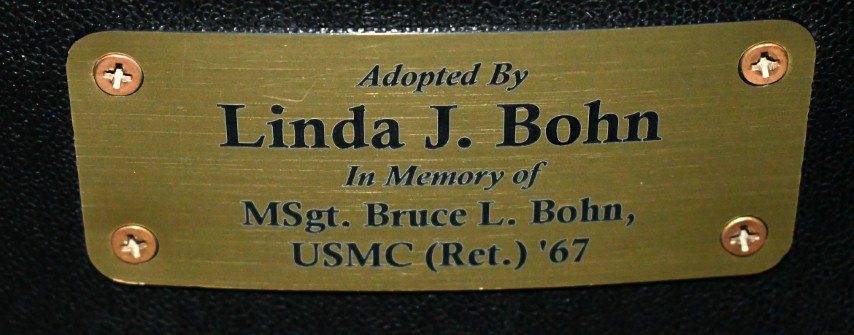 Adopted By
Linda J. Bohn
In Memory of
MSgt. Bruce L. Bohn,
USMC (Ret.) '67